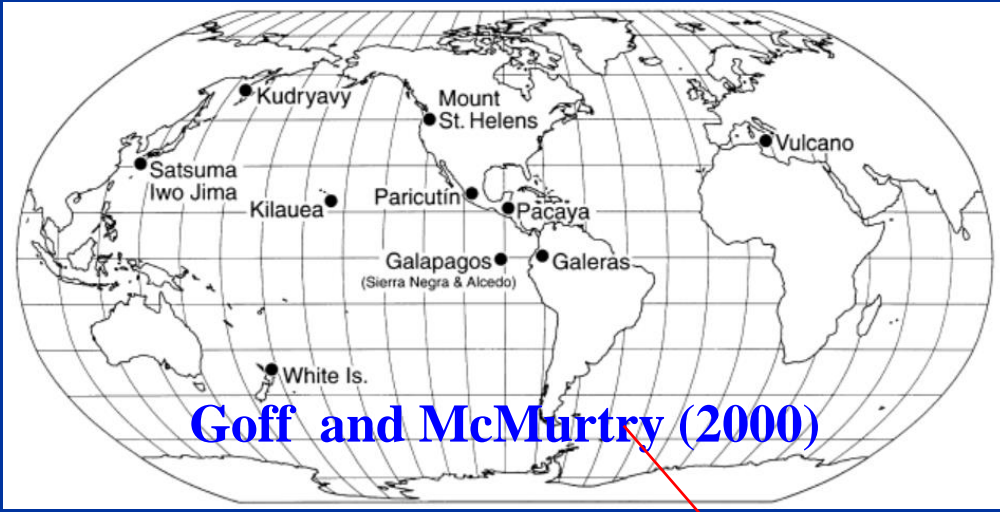 Kudryavy
Mount
St. Helens
Vulcano
Satsuma
Iwo Jima
Kilauea
Paricutín
Pacaya
Galapagos
(Sierra Negra & Alcedo)
Galeras
White Is.
Goff and McMurtry (2000)